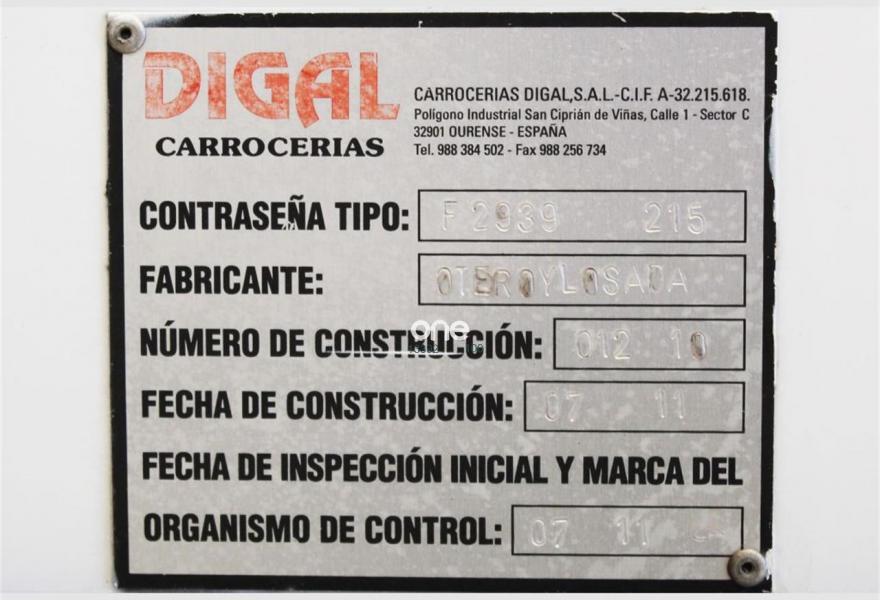 DIGAL
CARROCERIAS
CARROCERIAS DIGAL,S.A.L.-C.I.F. A-32.215.618.
Polígono Industrial San Ciprián de Viñas, Calle 1 - Sector C
32901 OURENSE - ESPAÑA
Tel. 988 384 502 - Fax 988 256 734
CONTRASEÑA TIPO: F2939 215
FABRICANTE: OTEROYLOSADA
one
NÚMERO DE CONSTRUCCIÓN: 012 10
FECHA DE CONSTRUCCIÓN: 07 11
FECHA DE INSPECCIÓN INICIAL Y MARCA DEL
ORGANISMO DE CONTROL: 07 11